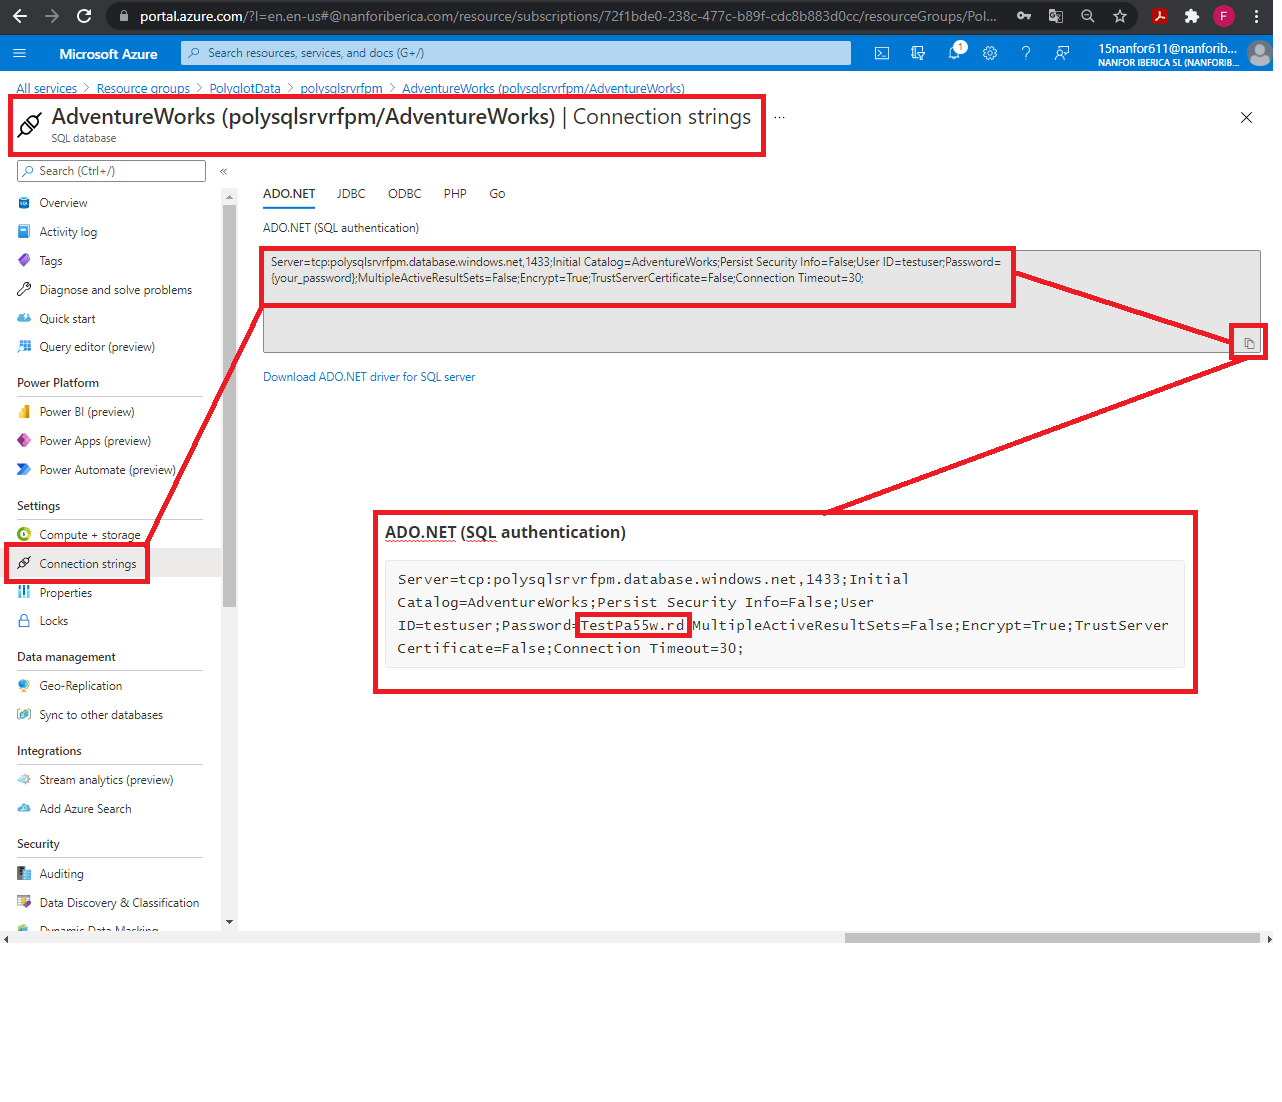 portal.azure.com/?l=en.en-us#@nanforiberica.com/resource/subscriptions/72f1bde0-238c-477c-b89f-cdc8b883d0cc/resourceGroups/Pol...
F
Microsoft Azure
Search resources, services, and docs (G+/)
1
15nanfor611@nanforib...
NANFOR IBERICA SL (NANFORIB...
All services > Resource groups > PolyglotData > polysqlsrvrfpm > AdventureWorks (polysqlsrvrfpm/AdventureWorks)
AdventureWorks (polysqlsrvrfpm/AdventureWorks) | Connection strings ...
SQL database
Search (Ctrl+/)
«
Overview
Activity log
Tags
Diagnose and solve problems
Quick start
Query editor (preview)
Power Platform
Power BI (preview)
Power Apps (preview)
Power Automate (preview)
Settings
Compute + storage
Connection strings
Properties
Locks
Data management
Geo-Replication
Sync to other databases
Integrations
Stream analytics (preview)
Add Azure Search
Security
Auditing
Data Discovery & Classification
Dynamic Data Masking
ADO.NET JDBC ODBC PHP Go
ADO.NET (SQL authentication)
Server=tcp:polysqlsrvrfpm.database.windows.net,1433;Initial Catalog=AdventureWorks;Persist Security Info=False;User ID=testuser;Password=
{your_password};MultipleActiveResultSets=False;Encrypt=True;TrustServerCertificate=False;Connection Timeout=30;
Download ADO.NET driver for SQL server
ADO.NET (SQL authentication)
Server=tcp:polysqlsrvrfpm.database.windows.net,1433;Initial
Catalog=AdventureWorks;Persist Security Info=False;User
ID=testuser;Password=TestPa55w.rd;MultipleActiveResultSets=False;Encrypt=True;TrustServer
Certificate=False;Connection Timeout=30;